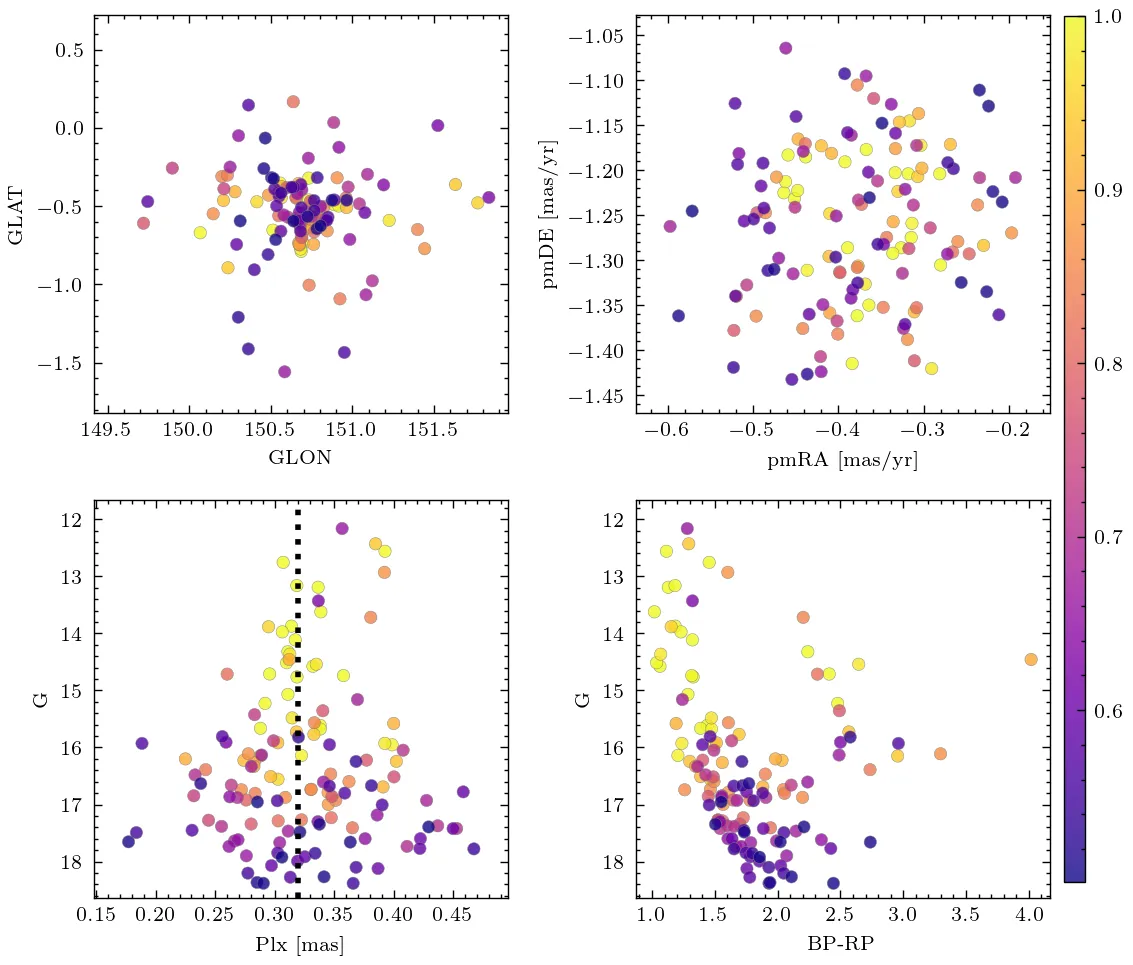 0.5
0.0
−0.5
−1.0
−1.5
GLAT
149.5 150.0 150.5 151.0 151.5
GLON
−1.05
−1.10
−1.15
−1.20
−1.25
−1.30
−1.35
−1.40
−1.45
pmDE [mas/yr]
−0.6 −0.5 −0.4 −0.3 −0.2
pmRA [mas/yr]
12
13
14
15
16
17
18
G
0.15 0.20 0.25 0.30 0.35 0.40 0.45
Plx [mas]
12
13
14
15
16
17
18
G
1.0 1.5 2.0 2.5 3.0 3.5 4.0
BP-RP
1.0
0.9
0.8
0.7
0.6